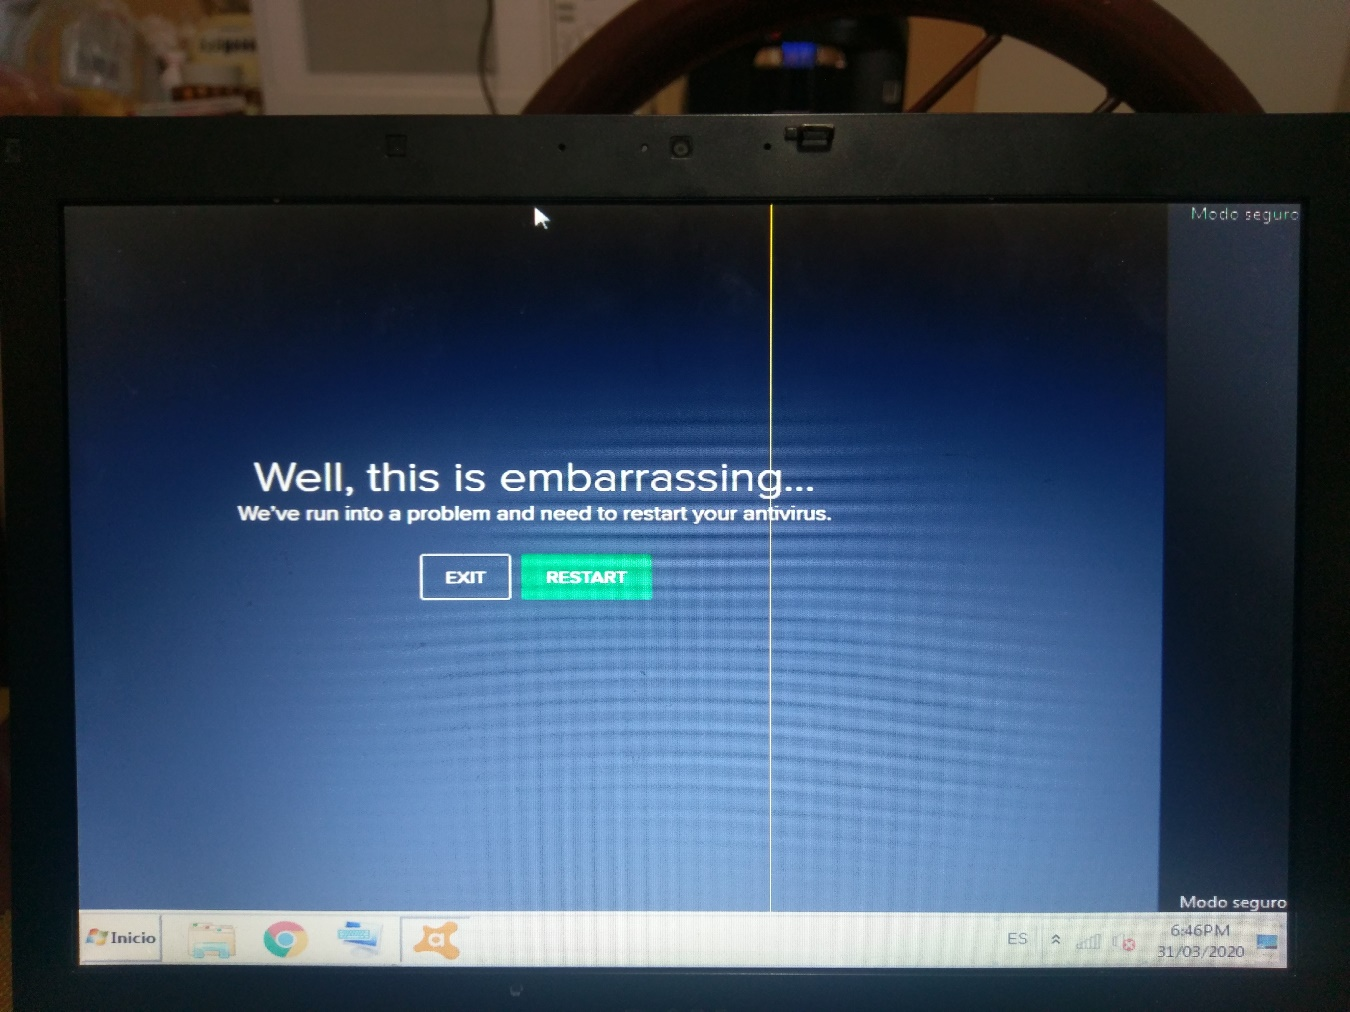 Modo seguro
Well, this is embarrassing...
We've run into a problem and need to restart your antivirus.
EXIT
RESTART
Modo seguro
Inicio
ES
6:46PM
31/03/2020